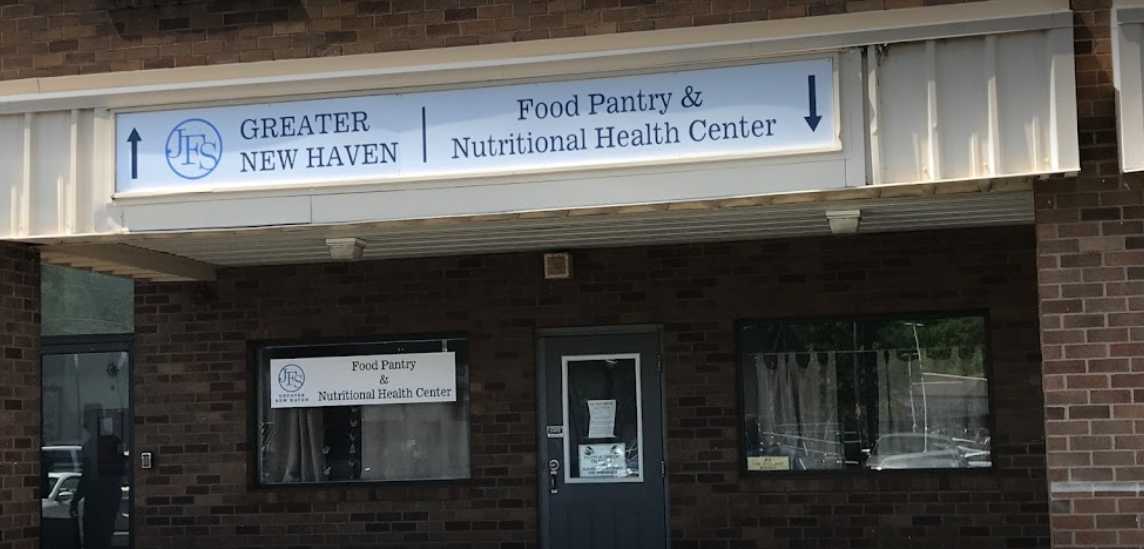 JFS
GREATER
NEW HAVEN
Food Pantry &
Nutritional Health Center
JFS
GREATER
NEW HAVEN
Food Pantry
&
Nutritional Health Center